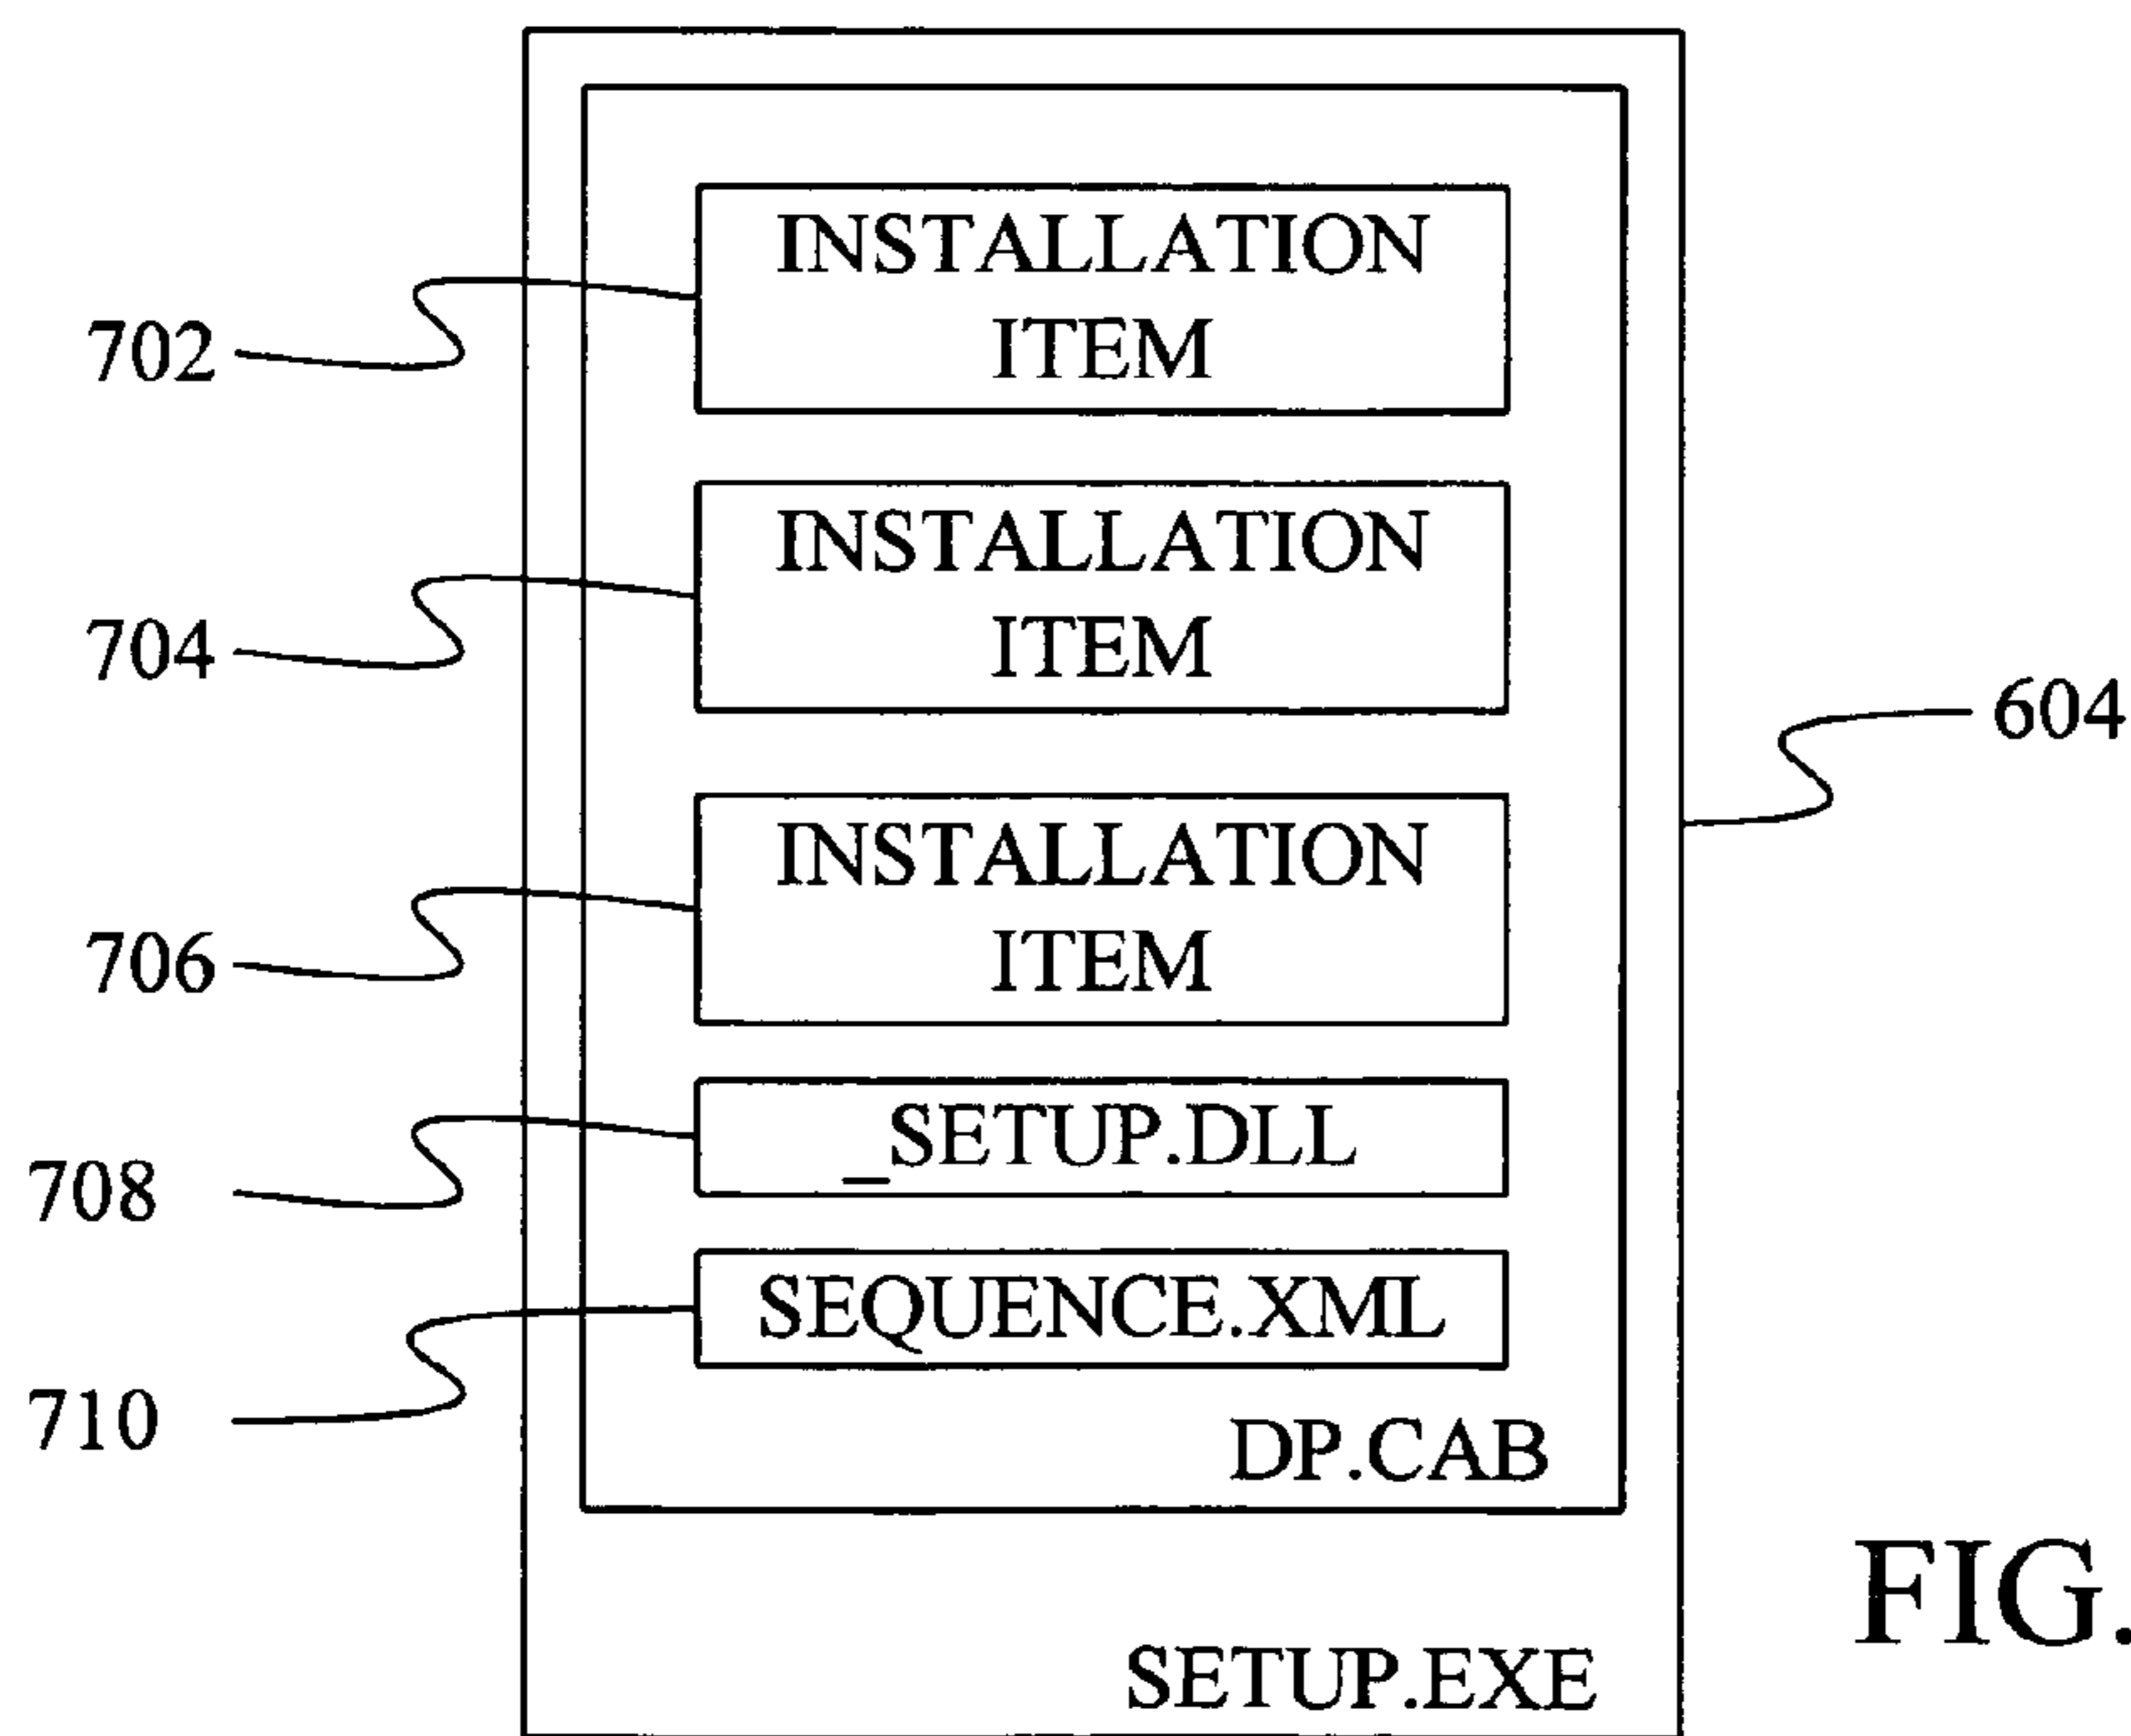 INSTALLATION
ITEM
702
INSTALLATION
ITEM
704
604
INSTALLATION
ITEM
706
_SETUP.DLL
708
SEQUENCE.XML
710
DP.CAB
FIG.
SETUP.EXE